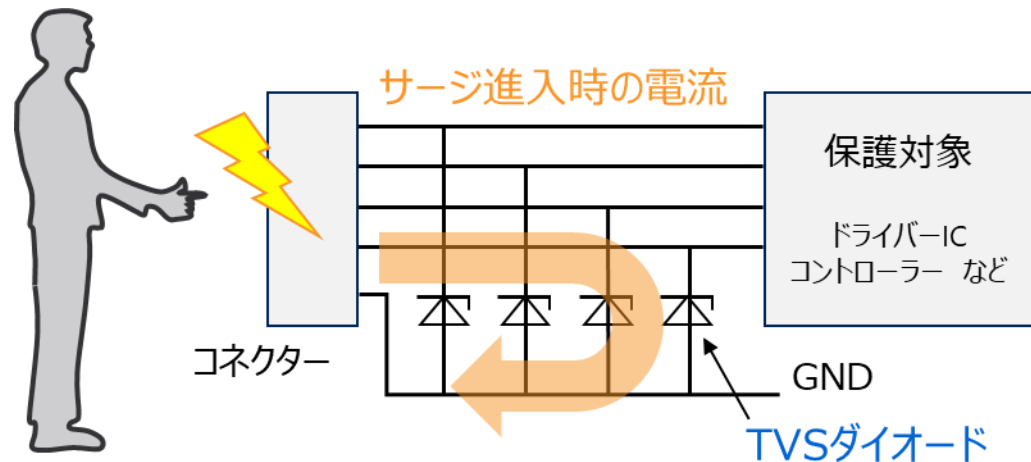 サージ進入時の電流
保護対象
ドライバーIC
コントローラー など
コネクター
GND
TVSダイオード